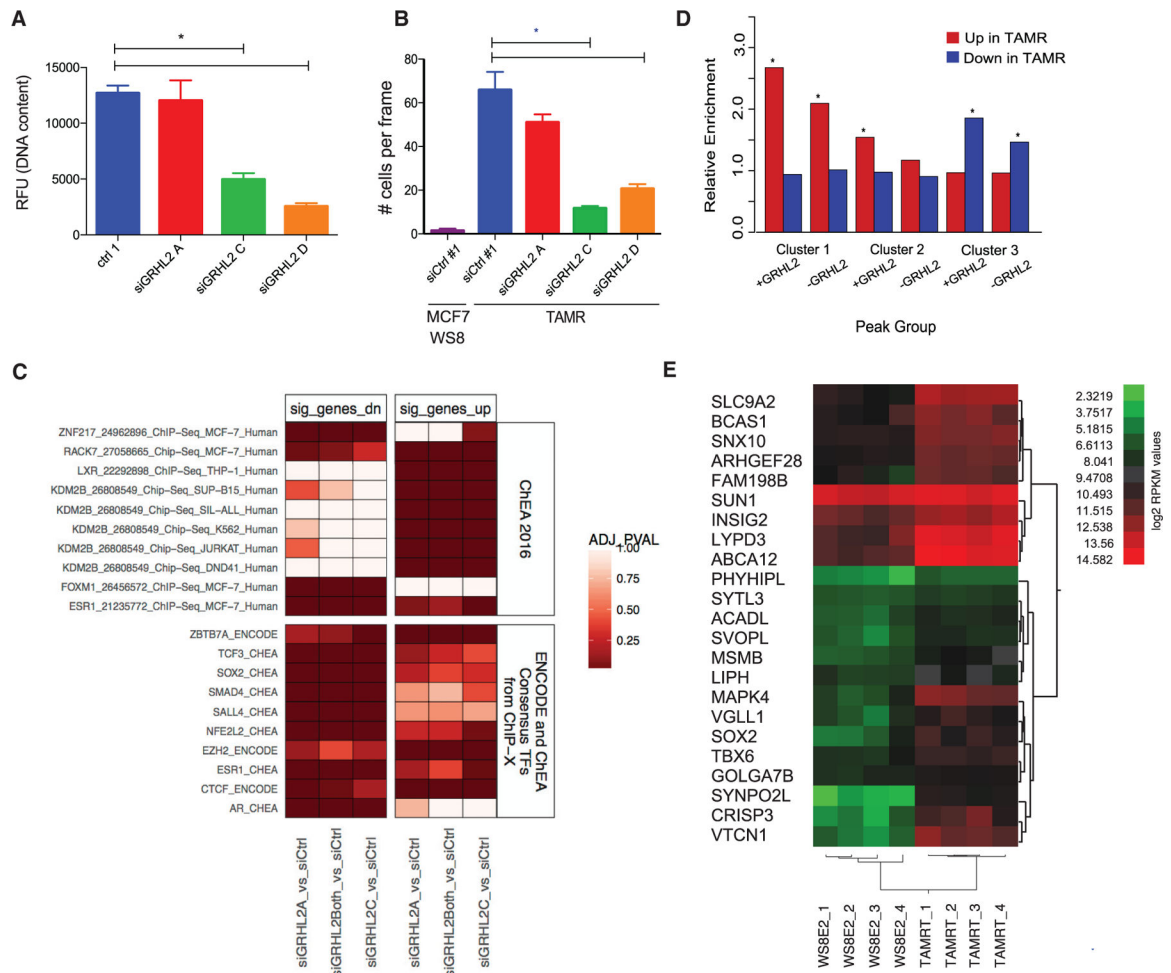 A
*
RFU (DNA content)
15000
10000
5000
0
ctrl 1
siGRHL2 A
siGRHL2 C
siGRHL2 D
B
*
# cells per frame
80
60
40
20
0
siCtrl #1
siCtrl #1
siGRHL2 A
siGRHL2 C
siGRHL2 D
MCF7
WS8
TAMR
D
Up in TAMR
Down in TAMR
Relative Enrichment
3.0
2.0
1.0
0.0
* * * * *
Cluster 1 Cluster 2 Cluster 3
+GRHL2 -GRHL2 +GRHL2 -GRHL2 +GRHL2 -GRHL2
Peak Group
C
sig_genes_dn sig_genes_up
ZNF217_24962896_ChIP-Seq_MCF-7_Human
RACK7_27058665_Chip-Seq_MCF-7_Human
LXR_22292898_ChIP-Seq_THP-1_Human
KDM2B_26808549_Chip-Seq_SUP-B15_Human
KDM2B_26808549_Chip-Seq_SIL-ALL_Human
KDM2B_26808549_Chip-Seq_K562_Human
KDM2B_26808549_Chip-Seq_JURKAT_Human
KDM2B_26808549_Chip-Seq_DND41_Human
FOXM1_26456572_ChIP-Seq_MCF-7_Human
ESR1_21235772_ChIP-Seq_MCF-7_Human
ChEA 2016
ZBTB7A_ENCODE
TCF3_CHEA
SOX2_CHEA
SMAD4_CHEA
SALL4_CHEA
NFE2L2_CHEA
EZH2_ENCODE
ESR1_CHEA
CTCF_ENCODE
AR_CHEA
ENCODE and ChEA
Consensus TFs
from ChIP-X
siGRHL2A_vs_siCtrl
siGRHL2Both_vs_siCtrl
siGRHL2C_vs_siCtrl
siGRHL2A_vs_siCtrl
siGRHL2Both_vs_siCtrl
siGRHL2C_vs_siCtrl
ADJ_PVAL
1.00
0.75
0.50
0.25
E
SLC9A2
BCAS1
SNX10
ARHGEF28
FAM198B
SUN1
INSIG2
LYPD3
ABCA12
PHYHIPL
SYTL3
ACADL
SVOPL
MSMB
LIPH
MAPK4
VGLL1
SOX2
TBX6
GOLGA7B
SYNPO2L
CRISP3
VTCN1
WS8E2_1
WS8E2_2
WS8E2_3
WS8E2_4
TAMRT_1
TAMRT_2
TAMRT_3
TAMRT_4
2.3219
3.7517
5.1815
6.6113
8.041
9.4708
10.493
11.515
12.538
13.56
14.582
log2 RPKM values